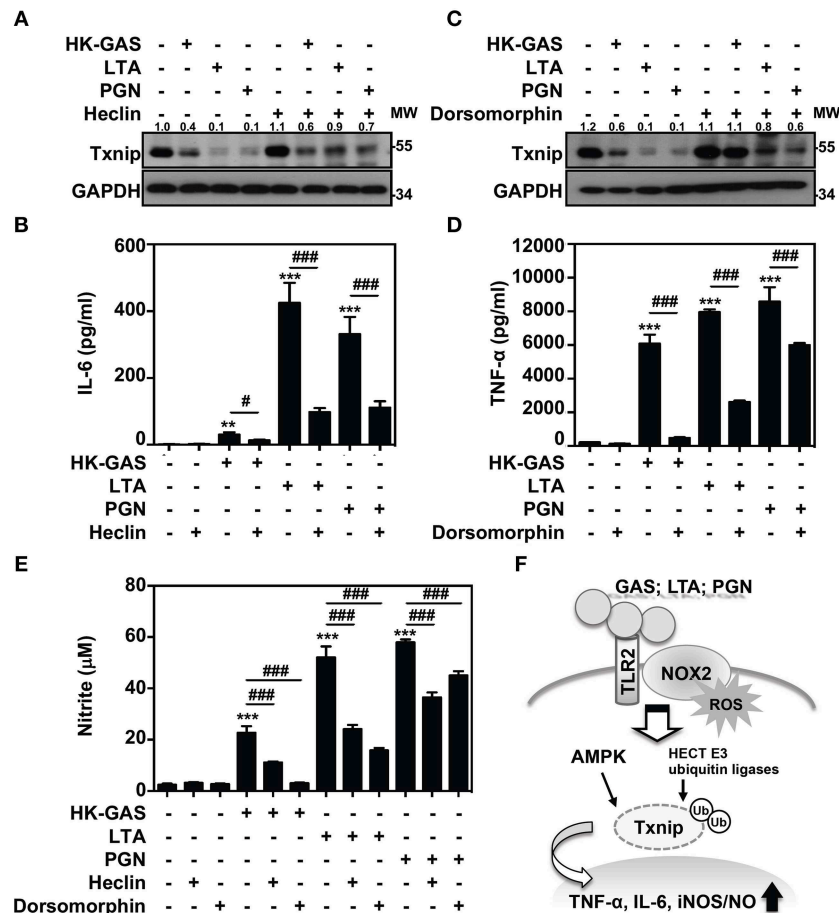 A
HK-GAS - + - - - + - -
LTA - - + - - - + -
PGN - - - + - - - +
Heclin - - - - + + + + MW
1.0 0.4 0.1 0.1 1.1 0.6 0.9 0.7
Txnip -55
GAPDH -34
C
HK-GAS - + - - - + - -
LTA - - + - - - + -
PGN - - - + - - - +
Dorsomorphin - - - - + + + + MW
1.2 0.6 0.1 0.1 1.1 1.1 0.8 0.6
Txnip -55
GAPDH -34
B
IL-6 (pg/ml)
600
400
200
0
** # *** ### *** ###
HK-GAS - - + + - - - -
LTA - - - - + + - -
PGN - - - - - - + +
Heclin - + - + - + - +
D
TNF-α (pg/ml)
12000
10000
8000
6000
4000
2000
0
*** ### *** ### *** ###
HK-GAS - - + + - - - -
LTA - - - - + + - -
PGN - - - - - - + +
Dorsomorphin - + - + - + - +
E
Nitrite (μM)
80
60
40
20
0
### ### ###
### ### ###
*** *** ***
HK-GAS - - - + + + - - - - - -
LTA - - - - - - + + + - - -
PGN - - - - - - - - - + + +
Heclin - + - - + - - + - - + -
Dorsomorphin - - + - - + - - + - - +
F
GAS; LTA; PGN
TLR2
NOX2
ROS
AMPK
HECT E3
ubiquitin ligases
Txnip
Ub
Ub
TNF-α, IL-6, iNOS/NO